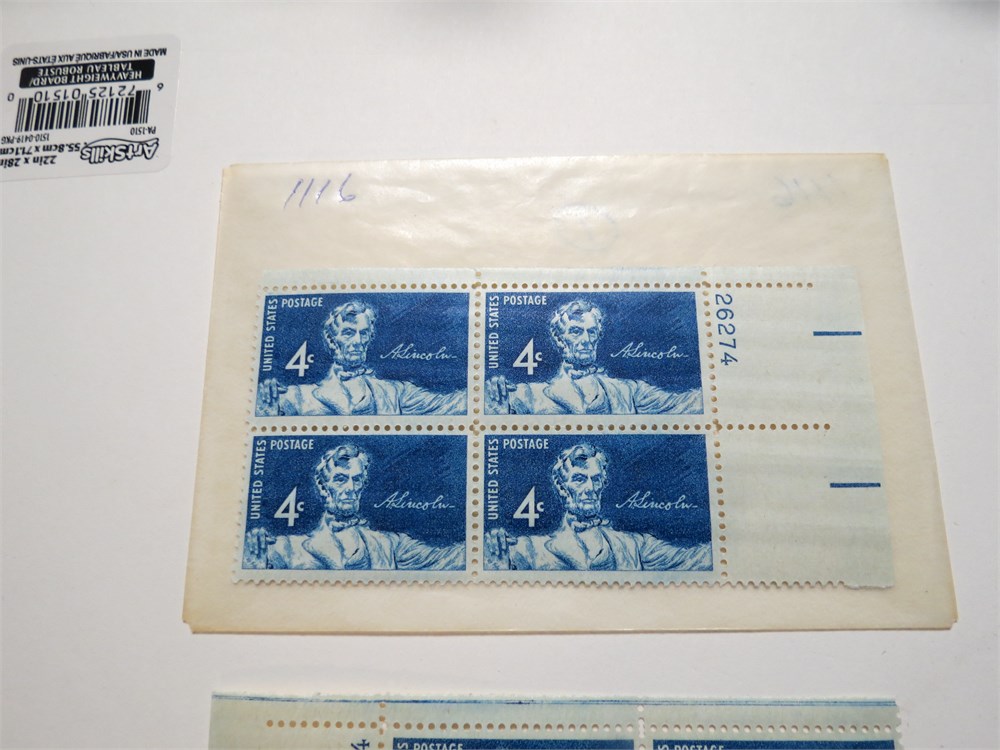 22in x 28in
55.8cm x 71.1cm
ArtSkills
1510-0419-PKG
PA-1510
6 72125 01510 0
HEAVYWEIGHT BOARD/
TABLEAU ROBUSTE
MADE IN USA/FABRIQUÉ AUX ÉTATS-UNIS
1116
1116
UNITED STATES POSTAGE
4c
A. Lincoln
UNITED STATES POSTAGE
4c
A. Lincoln
26274
UNITED STATES POSTAGE
4c
A. Lincoln
UNITED STATES POSTAGE
4c
A. Lincoln
POSTAGE
POSTAGE